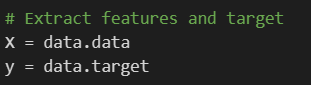 # Extract features and target
X = data.data
y = data.target